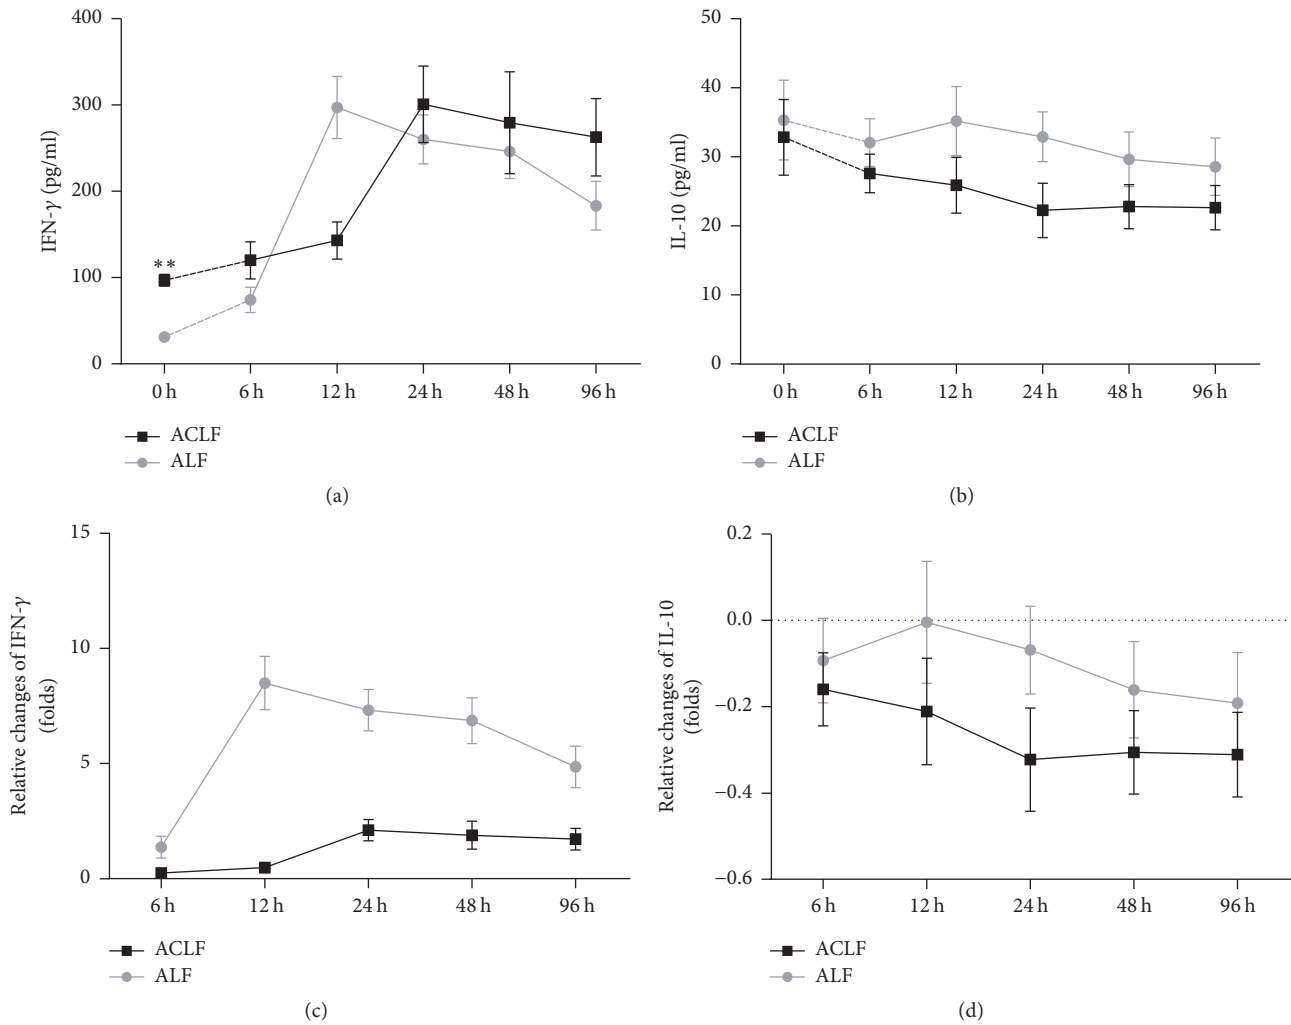 IFN-γ (pg/ml)
400
300
200
100
0
**
0 h
6 h
12 h
24 h
48 h
96 h
ACLF
ALF
(a)
IL-10 (pg/ml)
50
40
30
20
10
0
0 h
6 h
12 h
24 h
48 h
96 h
ACLF
ALF
(b)
Relative changes of IFN-γ
(folds)
15
10
5
0
6 h
12 h
24 h
48 h
96 h
ACLF
ALF
(c)
Relative changes of IL-10
(folds)
0.2
0.0
−0.2
−0.4
−0.6
6 h
12 h
24 h
48 h
96 h
ACLF
ALF
(d)